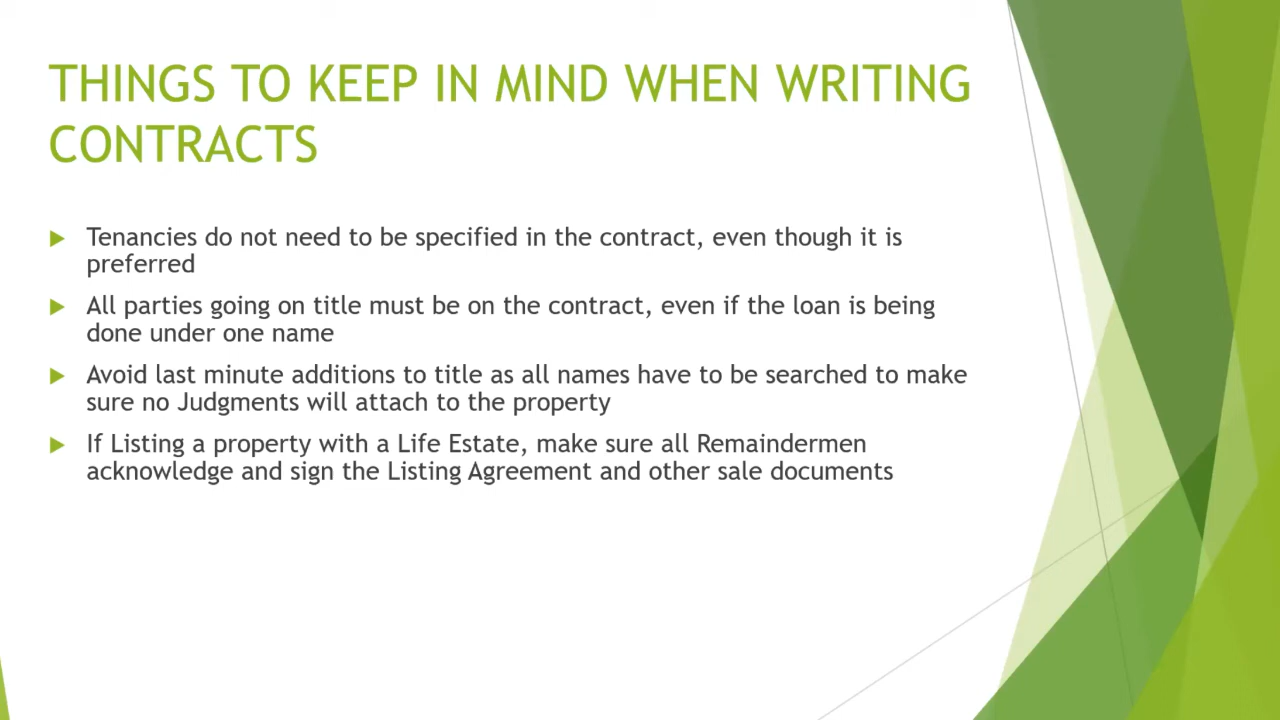 THINGS TO KEEP IN MIND WHEN WRITING
CONTRACTS
Tenancies do not need to be specified in the contract, even though it is
preferred
All parties going on title must be on the contract, even if the loan is being
done under one name
Avoid last minute additions to title as all names have to be searched to make
sure no Judgments will attach to the property
If Listing a property with a Life Estate, make sure all Remaindermen
acknowledge and sign the Listing Agreement and other sale documents